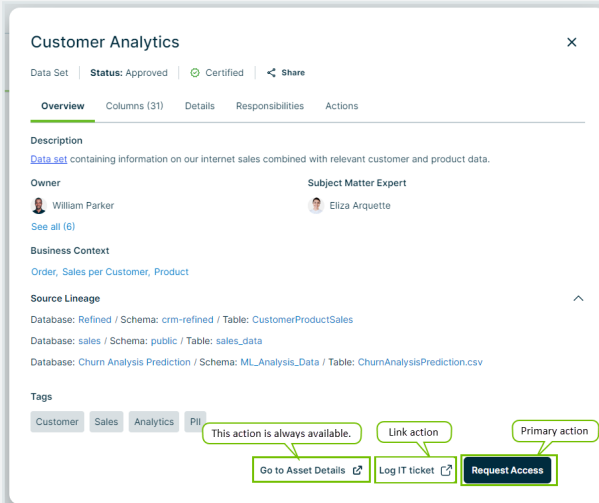 Customer Analytics
Data Set Status: Approved Certified Share
Overview Columns (31) Details Responsibilities Actions
Description
Data set containing information on our internet sales combined with relevant customer and product data.
Owner Subject Matter Expert
William Parker Eliza Arquette
See all (6)
Business Context
Order, Sales per Customer, Product
Source Lineage
Database: Refined / Schema: crm-refined / Table: CustomerProductSales
Database: sales / Schema: public / Table: sales_data
Database: Churn Analysis Prediction / Schema: ML_Analysis_Data / Table: ChurnAnalysisPrediction.csv
Tags
Customer Sales Analytics PII
This action is always available. Link action Primary action
Go to Asset Details Log IT ticket Request Access